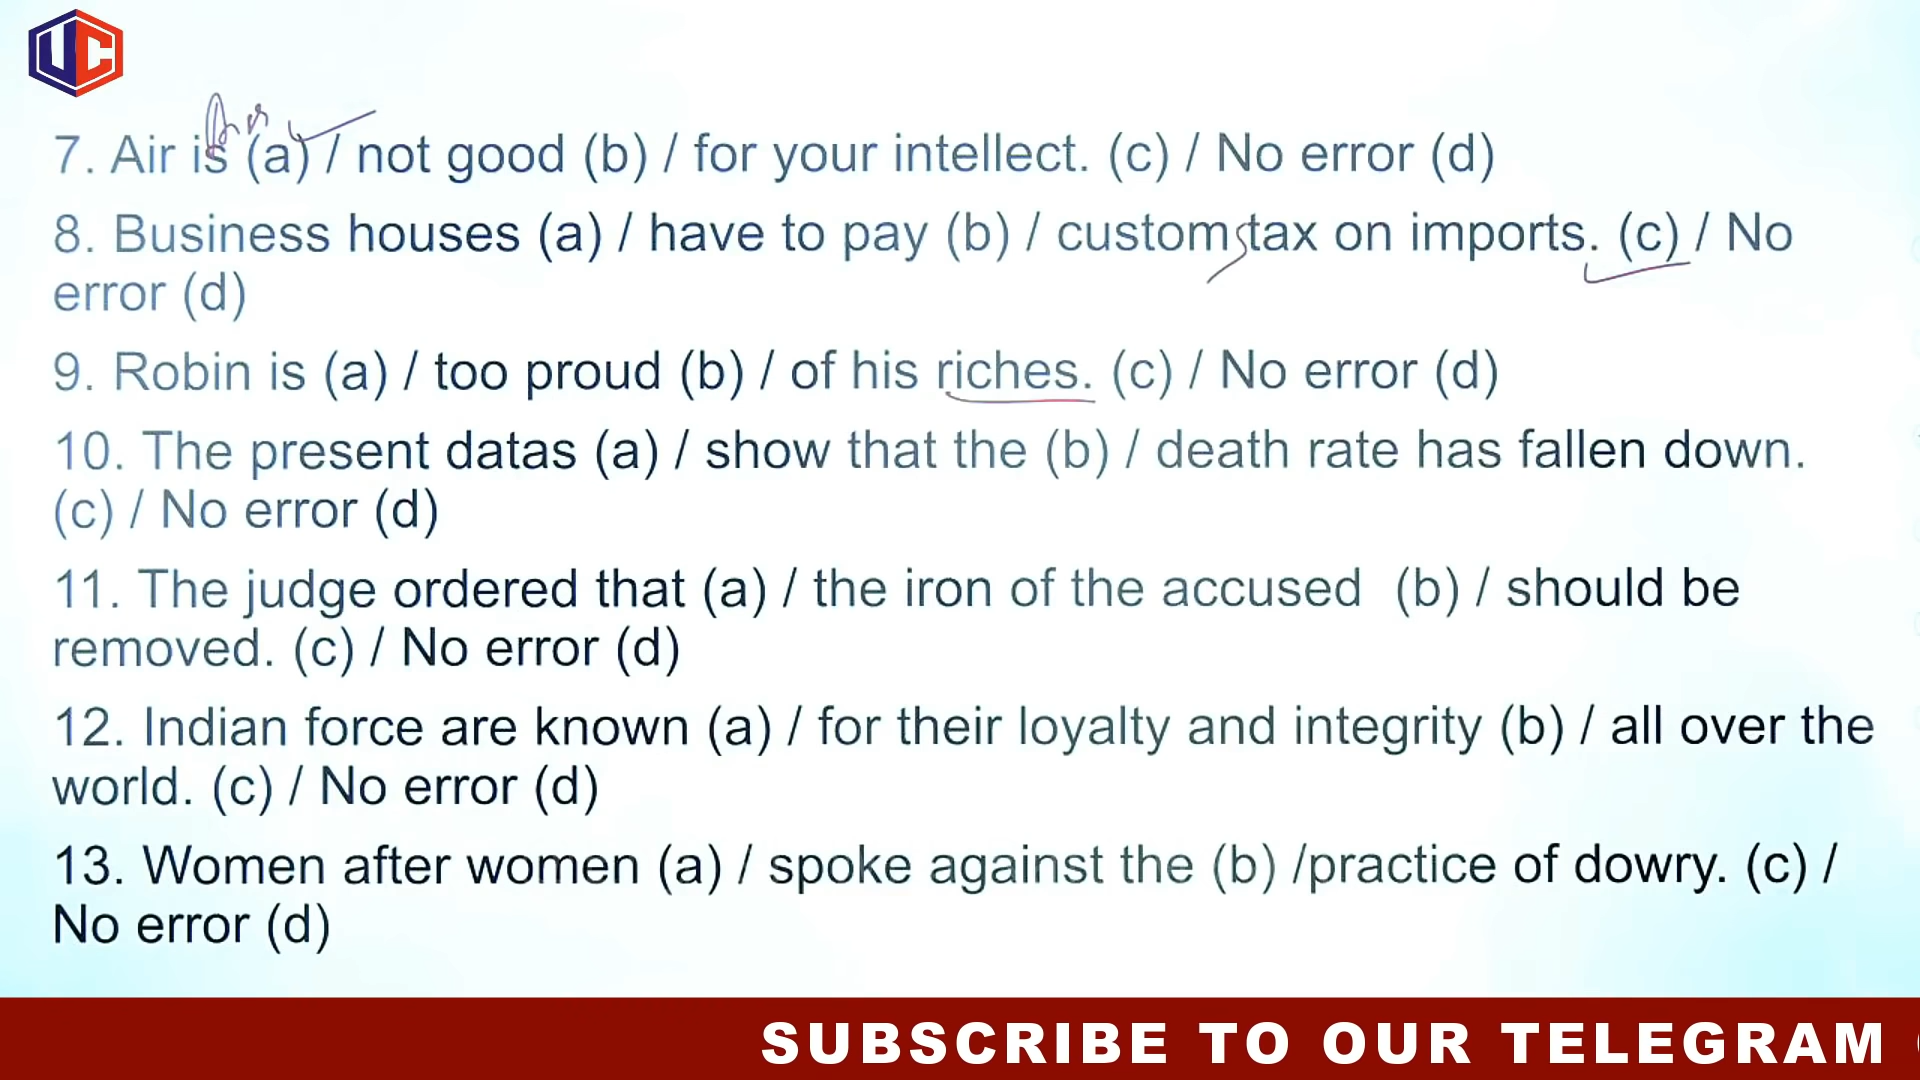 UC
7. Air is (a) / not good (b) / for your intellect. (c) / No error (d)
8. Business houses (a) / have to pay (b) / custom tax on imports. (c) / No
error (d)
9. Robin is (a) / too proud (b) / of his riches. (c) / No error (d)
10. The present datas (a) / show that the (b) / death rate has fallen down.
(c) / No error (d)
11. The judge ordered that (a) / the iron of the accused (b) / should be
removed. (c) / No error (d)
12. Indian force are known (a) / for their loyalty and integrity (b) / all over the
world. (c) / No error (d)
13. Women after women (a) / spoke against the (b) /practice of dowry. (c) /
No error (d)
SUBSCRIBE TO OUR TELEGRAM